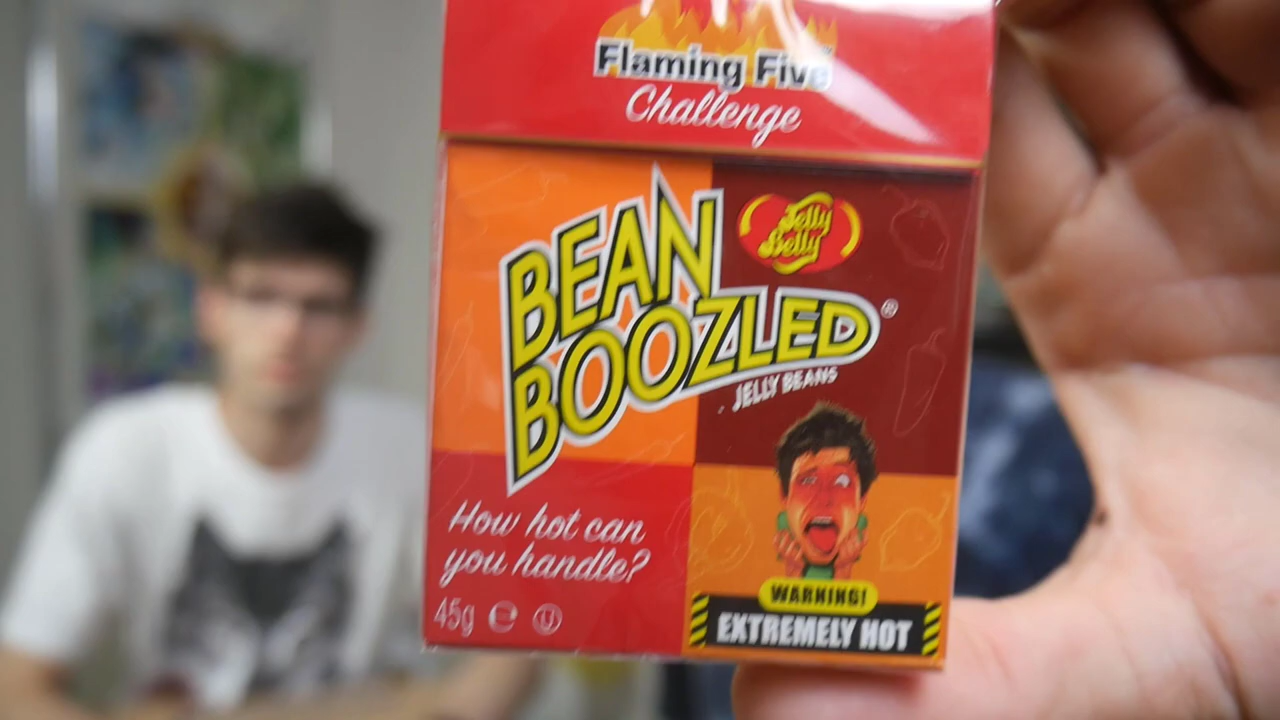 Flaming Five
Challenge
Jelly
Belly
BEAN
BOOZLED®
JELLY BEANS
How hot can
you handle?
45g ℮ U
WARNING!
EXTREMELY HOT